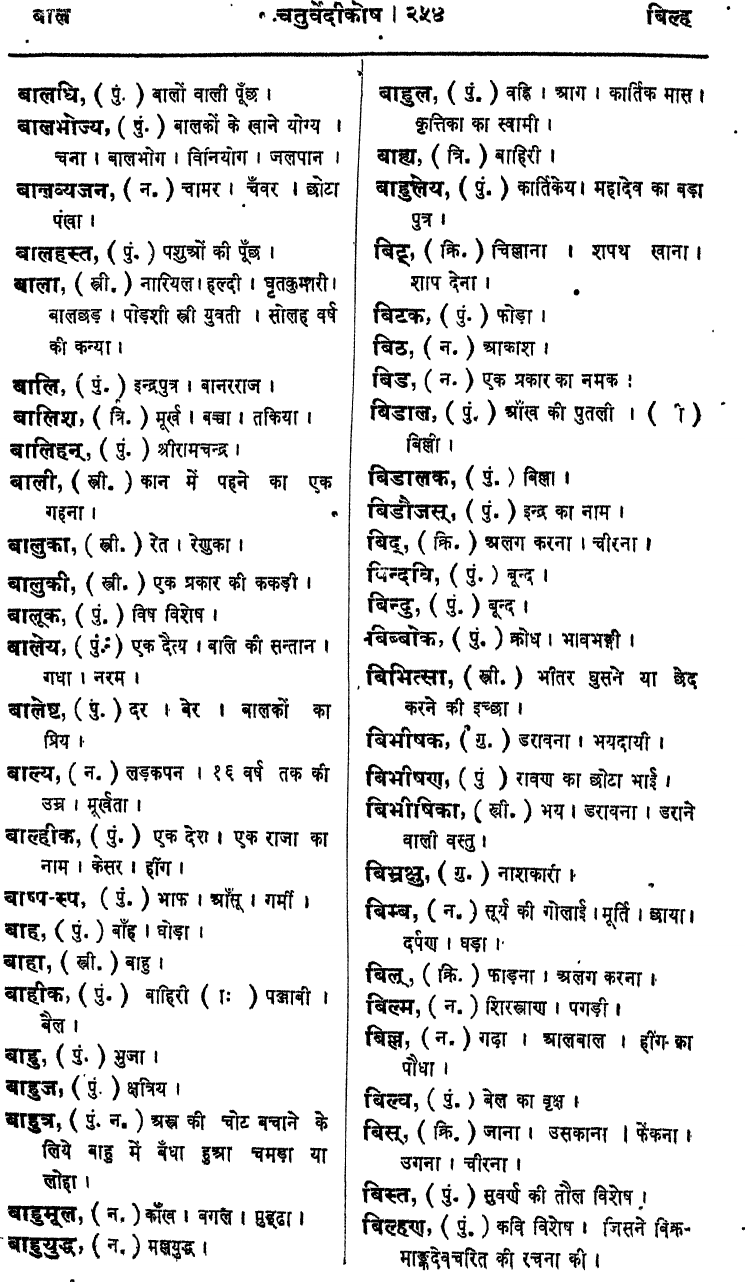 बाल चतुर्वेदीकोष । २५४ बिल्ह
बालधि, ( पुं. ) बालों वाली पूँछ ।
बालभोज्य, ( पुं. ) बालकों के खाने योग्य ।
चना । बालभोग । विनियोग । जलपान ।
बालव्यजन, ( न. ) चामर । चँवर । छोटा
पंखा ।
बालहस्त, ( पुं. ) पशुओं की पूँछ ।
बाला, ( स्त्री. ) नारियल। हल्दी । घृतकुमारी।
बालछड़ । षोड़शी स्त्री युवती । सोलह वर्ष
की कन्या ।
बालि, ( पुं. ) इन्द्रपुत्र । बानरराज ।
बालिश, ( त्रि. ) मूर्ख । बच्चा । तकिया ।
बालिहन्, ( पुं. ) श्रीरामचन्द्र ।
बाली, ( स्त्री. ) कान में पहने का एक
गहना ।
बालुका, ( स्त्री. ) रेत । रेणुका ।
बालुकी, ( स्त्री. ) एक प्रकार की ककड़ी ।
बालूक, ( पुं. ) विष विशेष ।
बालेय, ( पुं. ) एक दैत्य । बालि की सन्तान ।
गधा । नरम ।
बालेष्ट, ( पुं. ) दर । बेर । बालकों का
प्रिय ।
बाल्य, ( न. ) लड़कपन । १६ वर्ष तक की
उम्र । मूर्खता ।
बाल्हीक, ( पुं. ) एक देश । एक राजा का
नाम । केसर । हींग ।
बाष्प-स्प, ( पुं. ) भाफ । आँसू । गर्मी ।
बाह, ( पुं. ) बाँह । घोड़ा ।
बाहा, ( स्त्री. ) बाहु ।
बाहीक, ( पुं. ) बाहिरी ( ाः ) पञ्जाबी ।
बैल ।
बाहु, ( पुं. ) भुजा ।
बाहुज, ( पुं. ) क्षत्रिय ।
बाहुत्र, ( पुं. न. ) अस्त्र की चोट बचाने के
लिये बाहु में बँधा हुआ चमड़ा या
लोहा ।
बाहुमूल, ( न. ) काँख । बगल । मुड्ढा ।
बाहुयुद्ध, ( न. ) मल्लयुद्ध ।
बाहुल, ( पुं. ) वह्नि । आग । कार्तिक मास ।
कृत्तिका का स्वामी ।
बाह्य, ( त्रि. ) बाहिरी ।
बाहुलेय, ( पुं. ) कार्तिकेय। महादेव का बड़ा
पुत्र ।
बिट्, ( क्रि. ) चिल्लाना । शपथ खाना ।
शाप देना ।
बिटक, ( पुं. ) फोड़ा ।
बिठ, ( न. ) आकाश ।
बिड, ( न. ) एक प्रकार का नमक ।
बिडाल, ( पुं. ) आँख की पुतली । ( ा )
बिल्ली ।
बिडालक, ( पुं. ) बिल्ला ।
बिडौजस्, ( पुं. ) इन्द्र का नाम ।
बिद्, ( क्रि. ) अलग करना । चीरना ।
बिन्दवि, ( पुं. ) बून्द ।
बिन्दु, ( पुं. ) बून्द ।
बिब्बोक, ( पुं. ) क्रोध । भावभङ्गी ।
बिभित्सा, ( स्त्री. ) भीतर घुसने या छेद
करने की इच्छा ।
बिभीषक, ( गु. ) डरावना । भयदायी ।
बिभीषण, ( पुं ) रावण का छोटा भाई ।
बिभीषिका, ( स्त्री. ) भय । डरावना । डराने
वाली वस्तु ।
बिभ्रक्षु, ( गु. ) नाशकारी ।
बिम्ब, ( न. ) सूर्य की गोलाई । मूर्ति । छाया।
दर्पण । घड़ा ।
बिल्, ( क्रि. ) फाड़ना । अलग करना ।
बिल्म, ( न. ) शिरस्त्राण । पगड़ी ।
बिल्ल, ( न. ) गढ़ा । आलबाल । हींग का
पौधा ।
बिल्व, ( पुं. ) बेल का वृक्ष ।
बिस्, ( क्रि. ) जाना । उसकाना । फेंकना ।
उगना । चीरना ।
बिस्त, ( पुं. ) सुवर्ण की तौल विशेष ।
बिल्हण, ( पुं. ) कवि विशेष । जिसने विक्र-
माङ्कदेवचरित की रचना की ।